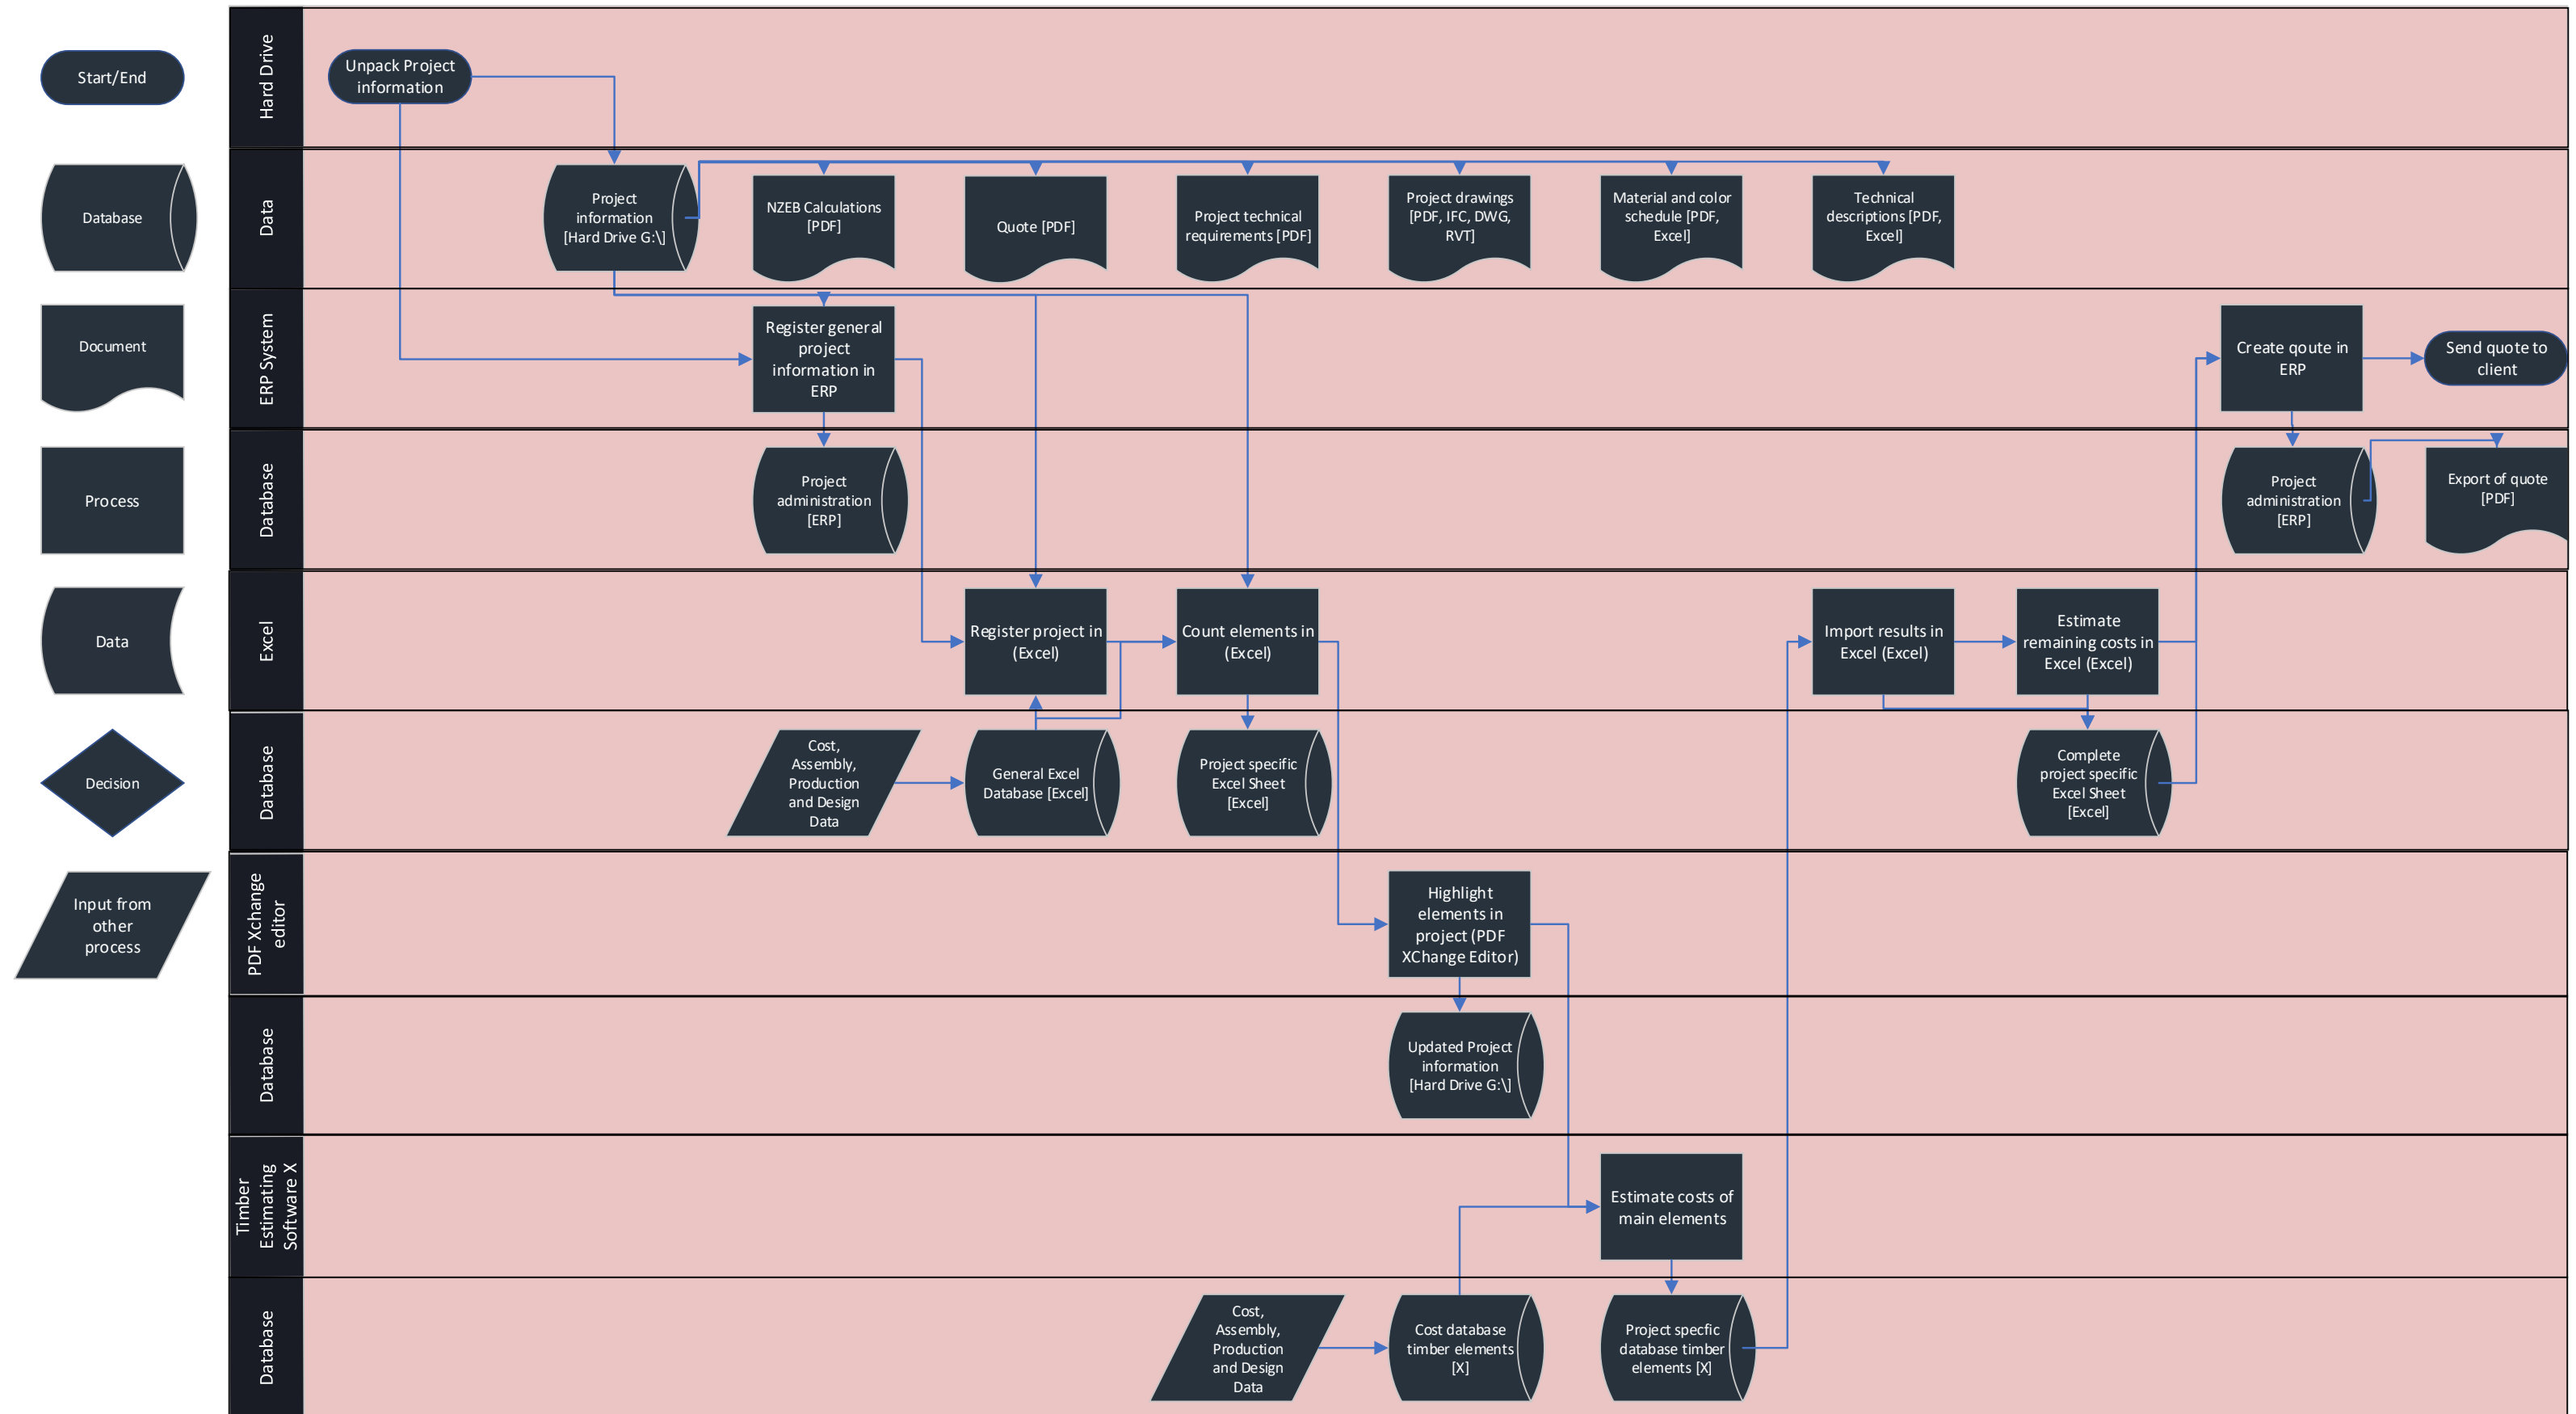 Start/End
Database
Document
Process
Data
Decision
Input from
other
process
Hard Drive
Unpack Project
information
Data
Project
information
[Hard Drive G:\]
NZEB Calculations
[PDF]
Quote [PDF]
Project technical
requirements [PDF]
Project drawings
[PDF, IFC, DWG,
RVT]
Material and color
schedule [PDF,
Excel]
Technical
descriptions [PDF,
Excel]
ERP System
Register general
project
information in
ERP
Create qoute in
ERP
Send quote to
client
Database
Project
administration
[ERP]
Project
administration
[ERP]
Export of quote
[PDF]
Excel
Register project in
(Excel)
Count elements in
(Excel)
Import results in
Excel (Excel)
Estimate
remaining costs in
Excel (Excel)
Database
Cost,
Assembly,
Production
and Design
Data
General Excel
Database [Excel]
Project specific
Excel Sheet
[Excel]
Complete
project specific
Excel Sheet
[Excel]
PDF Xchange
editor
Highlight
elements in
project (PDF
XChange Editor)
Database
Updated Project
information
[Hard Drive G:\]
Timber
Estimating
Software X
Estimate costs of
main elements
Database
Cost,
Assembly,
Production
and Design
Data
Cost database
timber elements
[X]
Project specfic
database timber
elements [X]